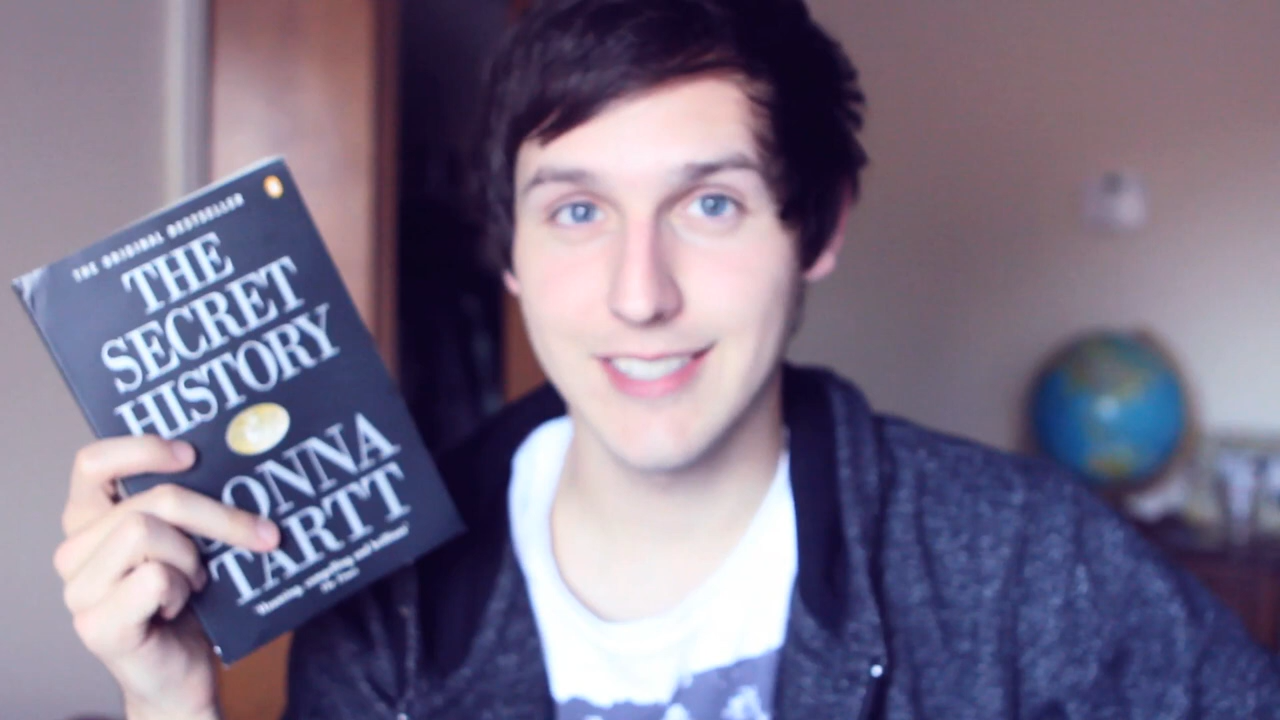 THE ORIGINAL BESTSELLER
THE
SECRET
HISTORY
DONNA
TARTT